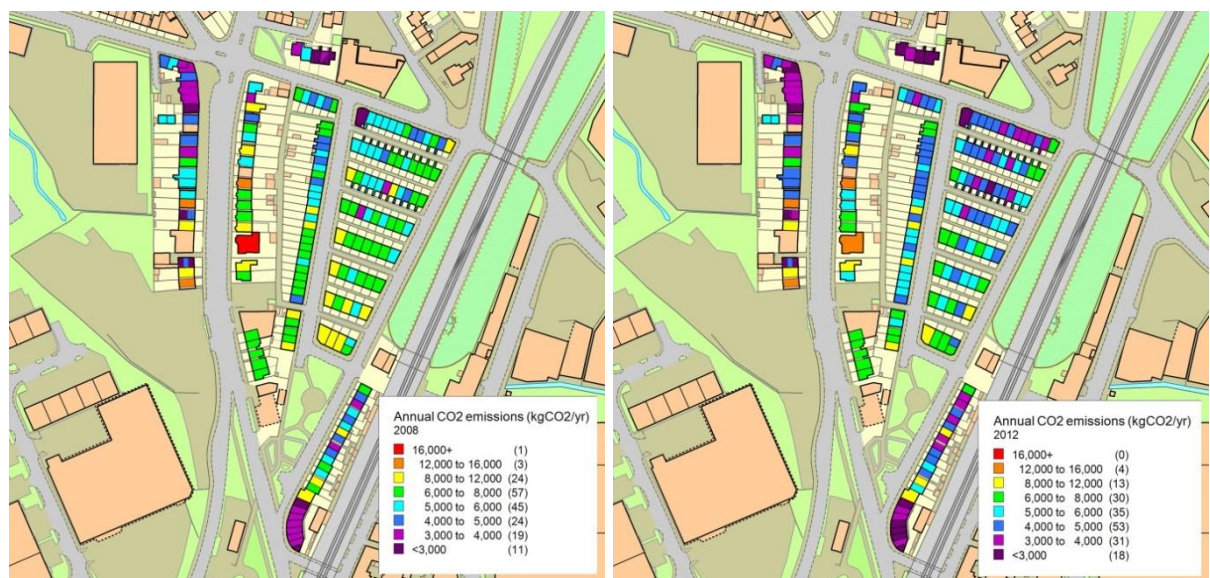 Annual CO2 emissions (kgCO2/yr)
2008
16,000+ (1)
12,000 to 16,000 (3)
8,000 to 12,000 (24)
6,000 to 8,000 (57)
5,000 to 6,000 (45)
4,000 to 5,000 (24)
3,000 to 4,000 (19)
<3,000 (11)
Annual CO2 emissions (kgCO2/yr)
2012
16,000+ (0)
12,000 to 16,000 (4)
8,000 to 12,000 (13)
6,000 to 8,000 (30)
5,000 to 6,000 (35)
4,000 to 5,000 (53)
3,000 to 4,000 (31)
<3,000 (18)